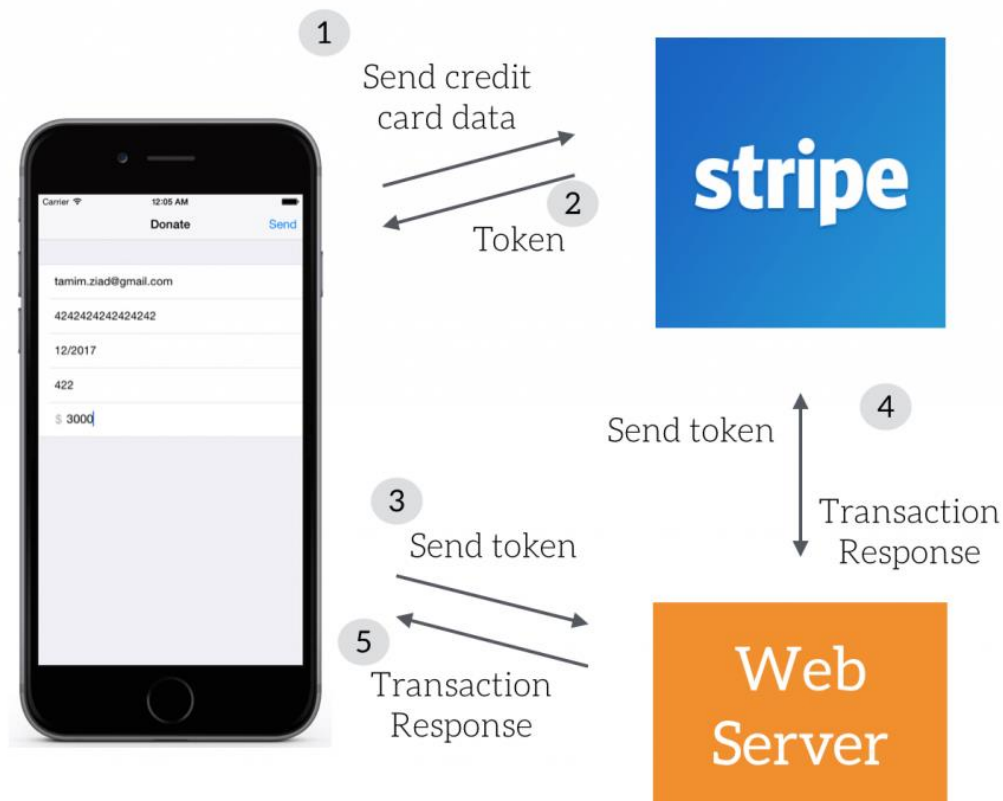 1
Send credit
card data
stripe
2
Token
Carrier 12:05 AM
Donate Send
tamim.ziad@gmail.com
4242424242424242
12/2017
422
$ 3000
4
Send token
Transaction
Response
3
Send token
5
Transaction
Response
Web
Server